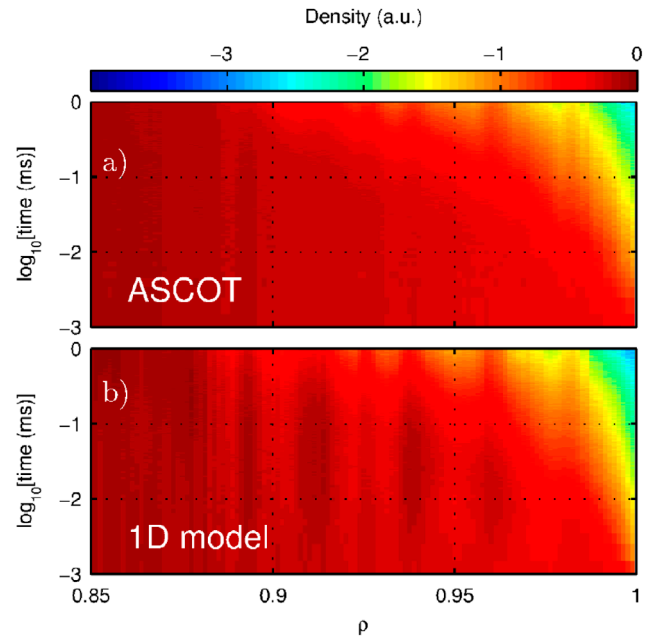 Density (a.u.)
−3 −2 −1 0
0
a)
−1
log10[time (ms)]
−2
ASCOT
−3
0
b)
−1
log10[time (ms)]
−2
1D model
−3
0.85 0.9 0.95 1
ρ